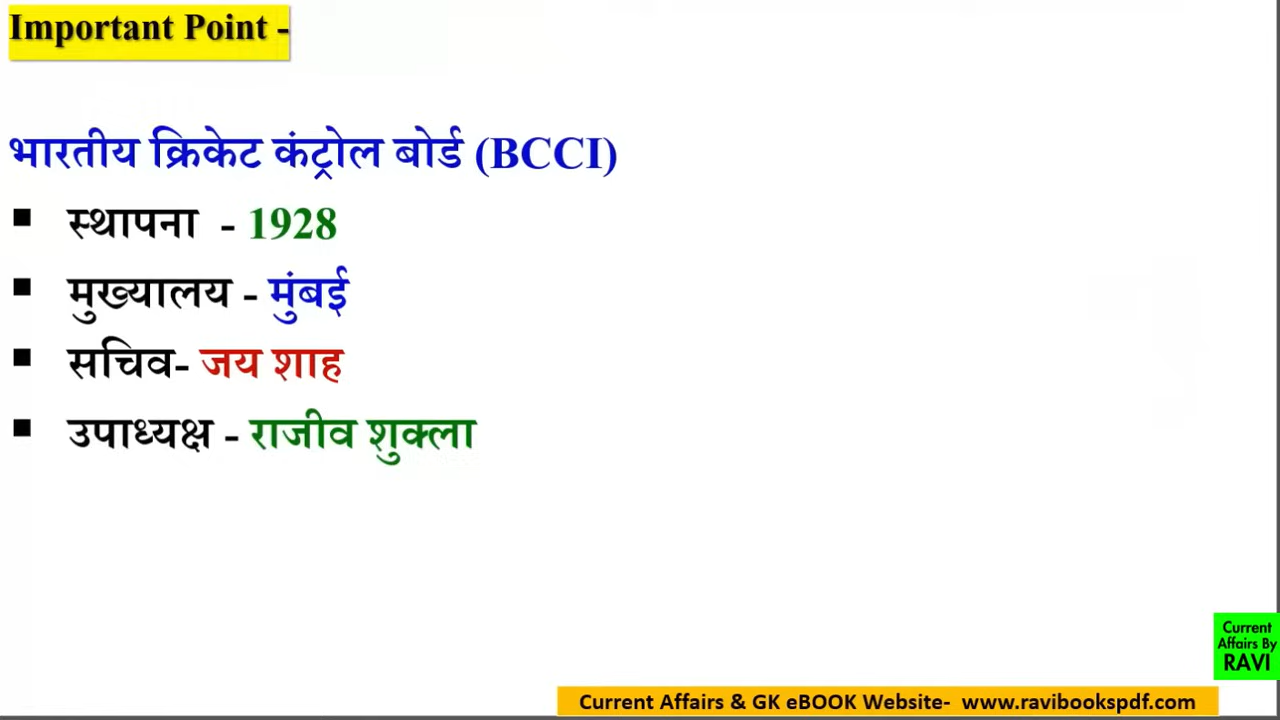 Important Point -
भारतीय क्रिकेट कंट्रोल बोर्ड (BCCI)
▪ स्थापना - 1928
▪ मुख्यालय - मुंबई
▪ सचिव- जय शाह
▪ उपाध्यक्ष - राजीव शुक्ला
Current
Affairs By
RAVI
Current Affairs & GK eBOOK Website- www.ravibookspdf.com